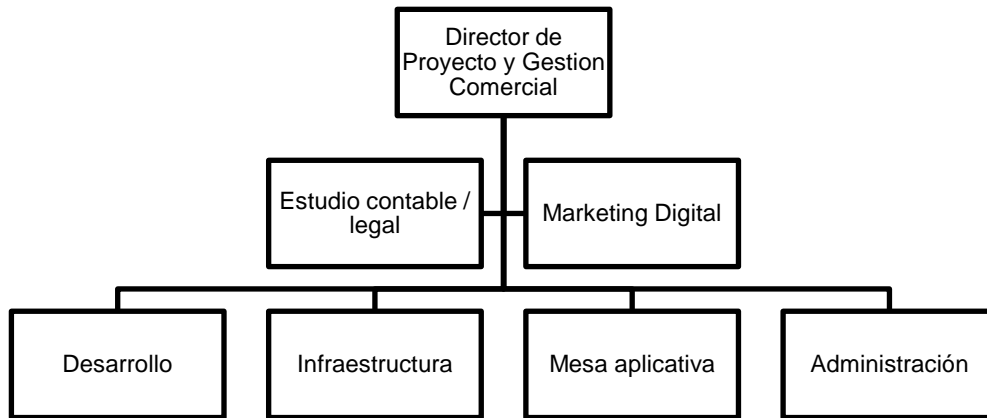 Director de
Proyecto y Gestion
Comercial
Estudio contable /
legal
Marketing Digital
Desarrollo
Infraestructura
Mesa aplicativa
Administración